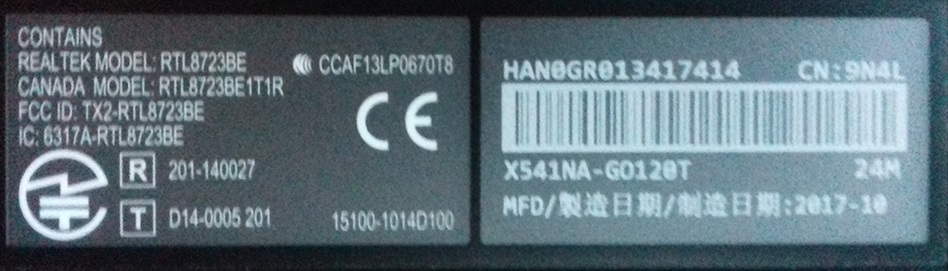 CONTAINS
REALTEK MODEL: RTL8723BE
CCAF13LP0670T8
CANADA MODEL: RTL8723BE1T1R
FCC ID: TX2-RTL8723BE
IC: 6317A-RTL8723BE
CE
R 201-140027
T D14-0005 201
15100-1014D100
HAN0GR013417414 CN:9N4L
X541NA-GO120T 24M
MFD/製造日期/制造日期:2017-10